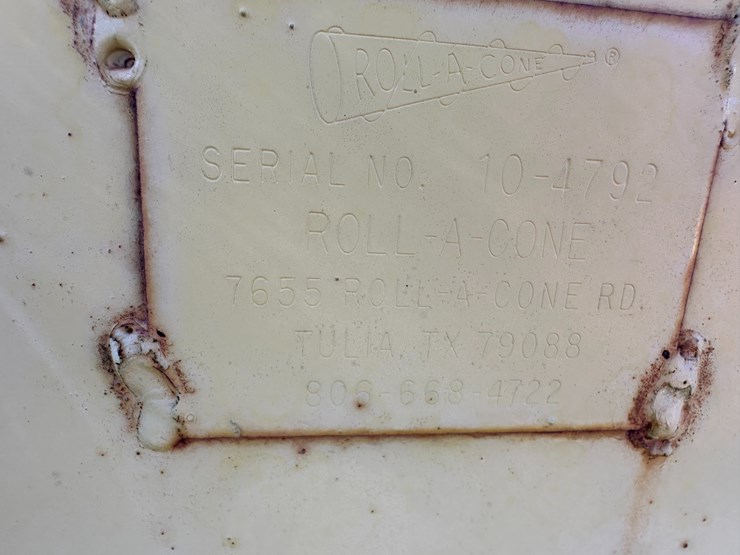 ROLL-A-CONE ®
SERIAL NO. 10-4792
ROLL-A-CONE
7655 ROLL-A-CONE RD.
TULIA, TX 79088
806-668-4722